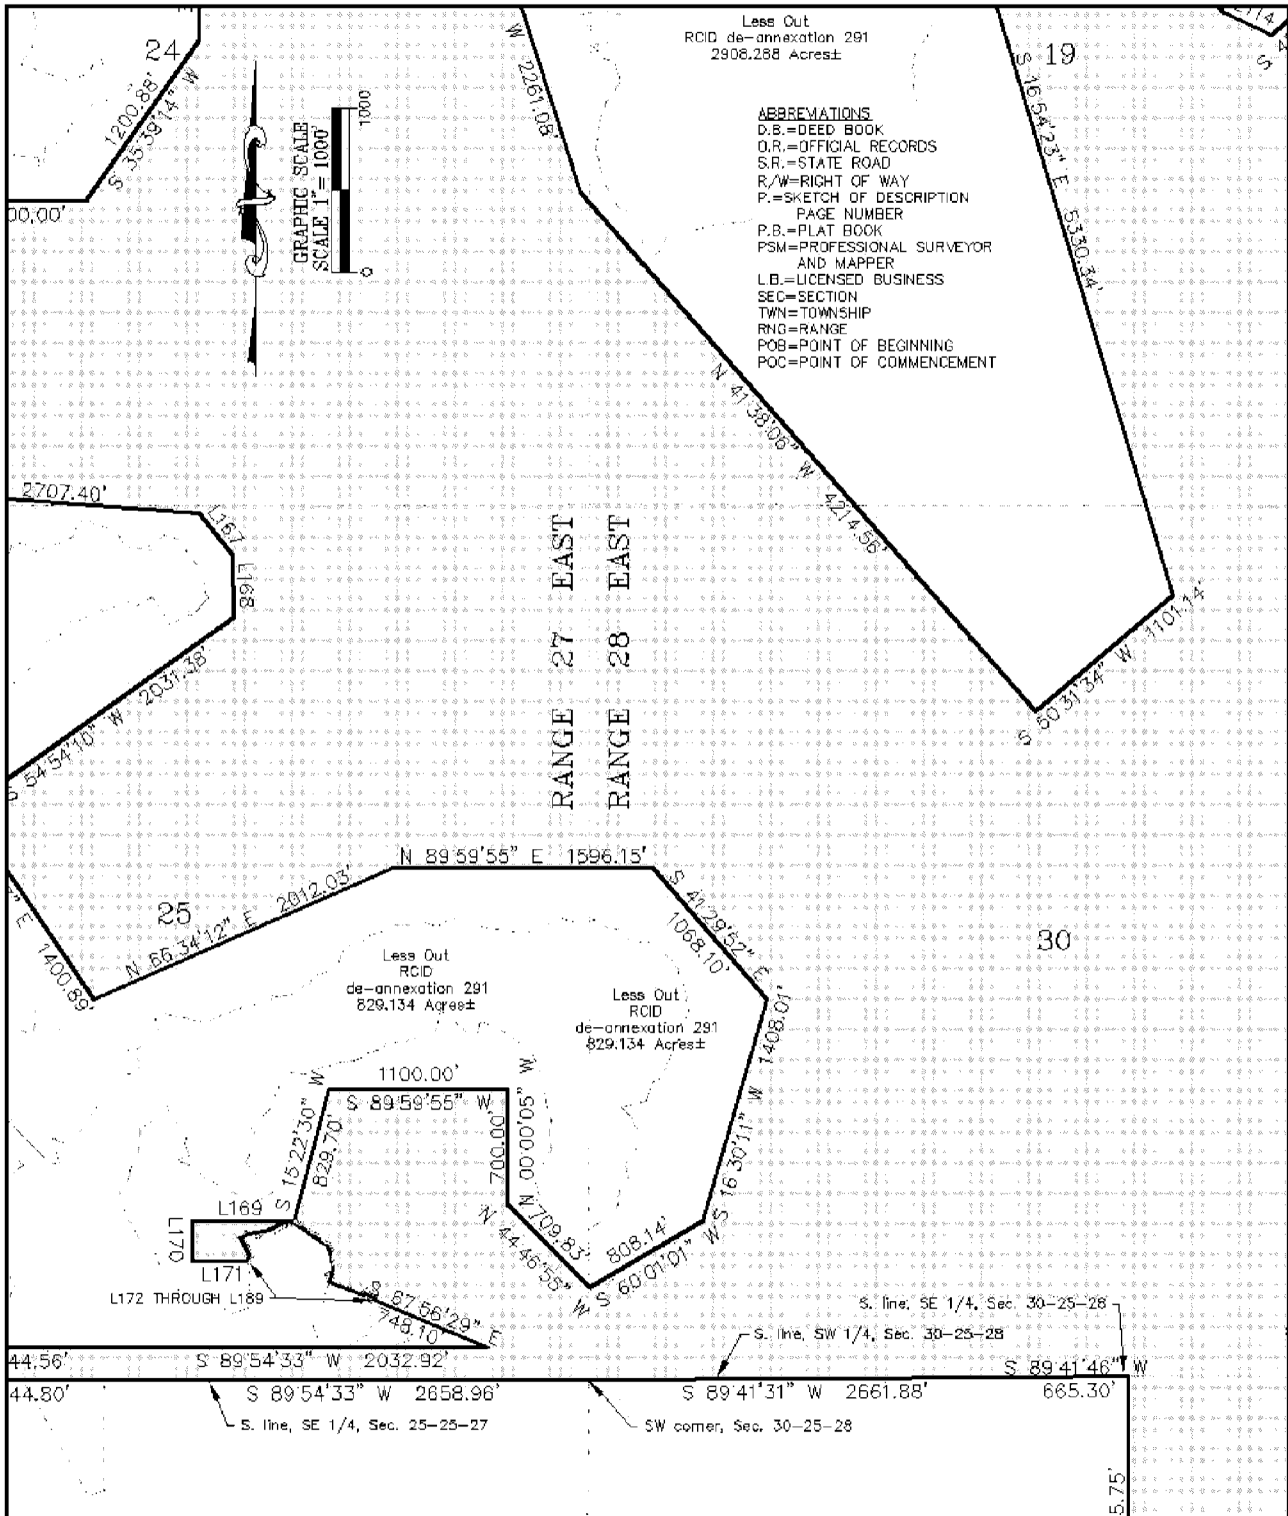 24
1200.88'
S 35°39'14" W
00.00'
GRAPHIC SCALE
SCALE 1"= 1000'
0
1000
W 2261.08'
Less Out
RCID de-annexation 291
2908.288 Acres±
19
S 16°54'23" E 5330.34'
ABBREVIATIONS
D.B.=DEED BOOK
O.R.=OFFICIAL RECORDS
S.R.=STATE ROAD
R/W=RIGHT OF WAY
P.=SKETCH OF DESCRIPTION
PAGE NUMBER
P.B.=PLAT BOOK
PSM=PROFESSIONAL SURVEYOR
AND MAPPER
L.B.=LICENSED BUSINESS
SEC=SECTION
TWN=TOWNSHIP
RNG=RANGE
POB=POINT OF BEGINNING
POC=POINT OF COMMENCEMENT
N 41°38'06" W 4214.56'
S 50°31'34" W 1101.14'
2707.40'
L167
L168
S 54°54'10" W 2031.38'
RANGE 27 EAST
RANGE 28 EAST
E 1400.89'
25
N 66°34'12" E 2012.03'
N 89°59'55" E 1596.15'
S 41°29'52" E
1068.10'
30
Less Out
RCID
de-annexation 291
829.134 Acres±
Less Out
RCID
de-annexation 291
829.134 Acres±
S 16°30'11" W 1408.01'
1100.00'
S 89°59'55" W
S 15°22'30" W
829.70'
700.00'
N 00°00'05" W
709.83'
N 44°46'55" W
808.14'
S 60°01'01" W
L169
L170
L171
L172 THROUGH L189
S 67°56'29" E
748.10'
44.56'
S 89°54'33" W 2032.92'
44.80'
S 89°54'33" W 2658.96'
S. line, SE 1/4, Sec. 25-25-27
S. line, SE 1/4, Sec. 30-25-28
S. line, SW 1/4, Sec. 30-25-28
S 89°41'46" W
665.30'
S 89°41'31" W 2661.88'
SW corner, Sec. 30-25-28
5.75'